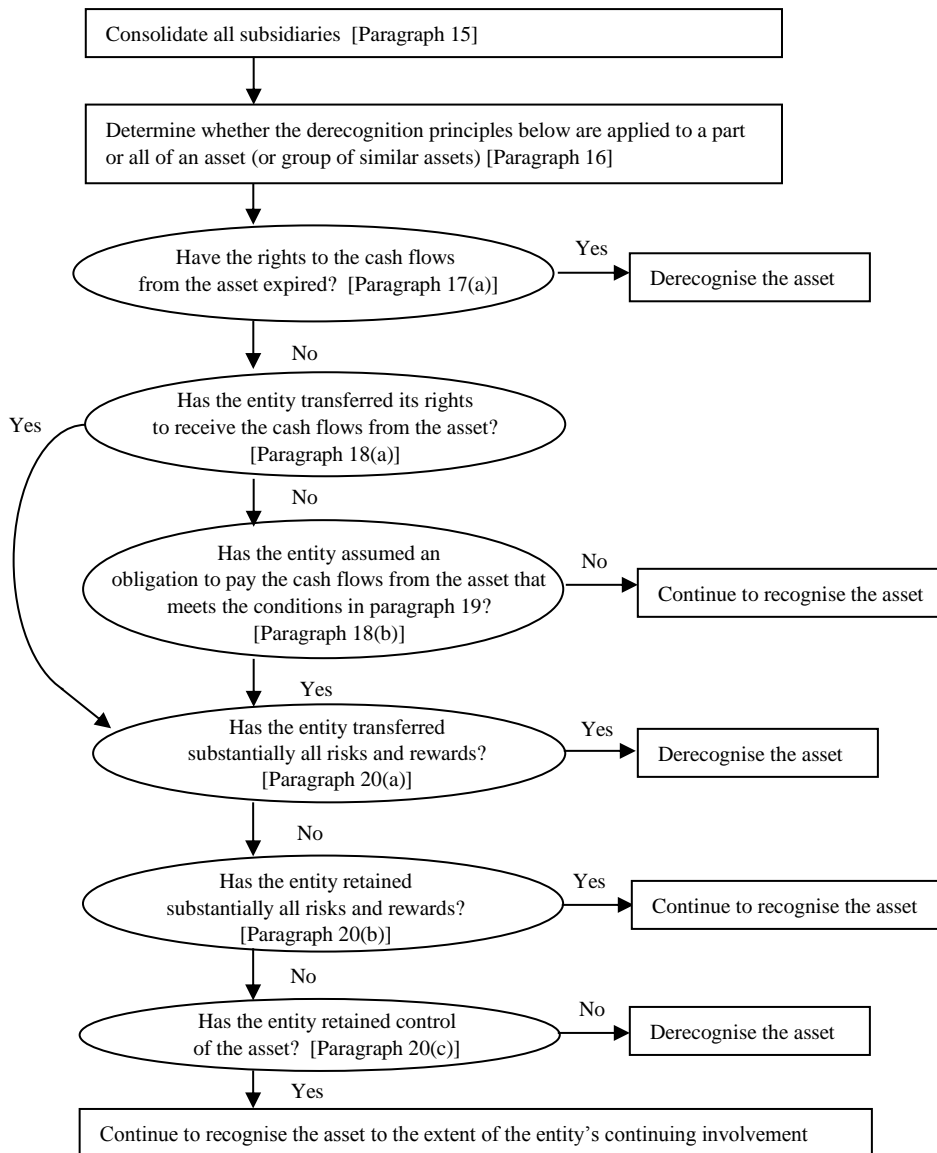 Consolidate all subsidiaries  [Paragraph 15]
Determine whether the derecognition principles below are applied to a part
or all of an asset (or group of similar assets) [Paragraph 16]
Have the rights to the cash flows
from the asset expired?  [Paragraph 17(a)]
Yes
Derecognise the asset
No
Has the entity transferred its rights
to receive the cash flows from the asset?
[Paragraph 18(a)]
Yes
No
Has the entity assumed an
obligation to pay the cash flows from the asset that
meets the conditions in paragraph 19?
[Paragraph 18(b)]
No
Continue to recognise the asset
Yes
Has the entity transferred
substantially all risks and rewards?
[Paragraph 20(a)]
Yes
Derecognise the asset
No
Has the entity retained
substantially all risks and rewards?
[Paragraph 20(b)]
Yes
Continue to recognise the asset
No
Has the entity retained control
of the asset?  [Paragraph 20(c)]
No
Derecognise the asset
Yes
Continue to recognise the asset to the extent of the entity’s continuing involvement